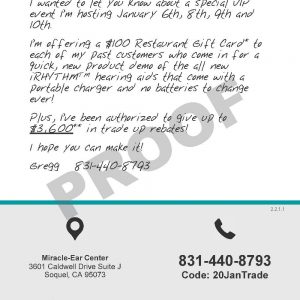 I wanted to let you know about a special VIP
event I'm hosting January 6th, 8th, 9th and
10th.
I'm offering a $100 Restaurant Gift Card* to
each of my past customers who come in for a
quick, new product demo of the all new
iRHYTHM™ hearing aids that come with a
portable charger and no batteries to change
ever!
Plus, I've been authorized to give up to
$3,600** in trade up rebates!
I hope you can make it!
Gregg 831-440-8793
PROOF
2.2.1.1
Miracle-Ear Center
3601 Caldwell Drive Suite J
Soquel, CA 95073
831-440-8793
Code: 20JanTrade